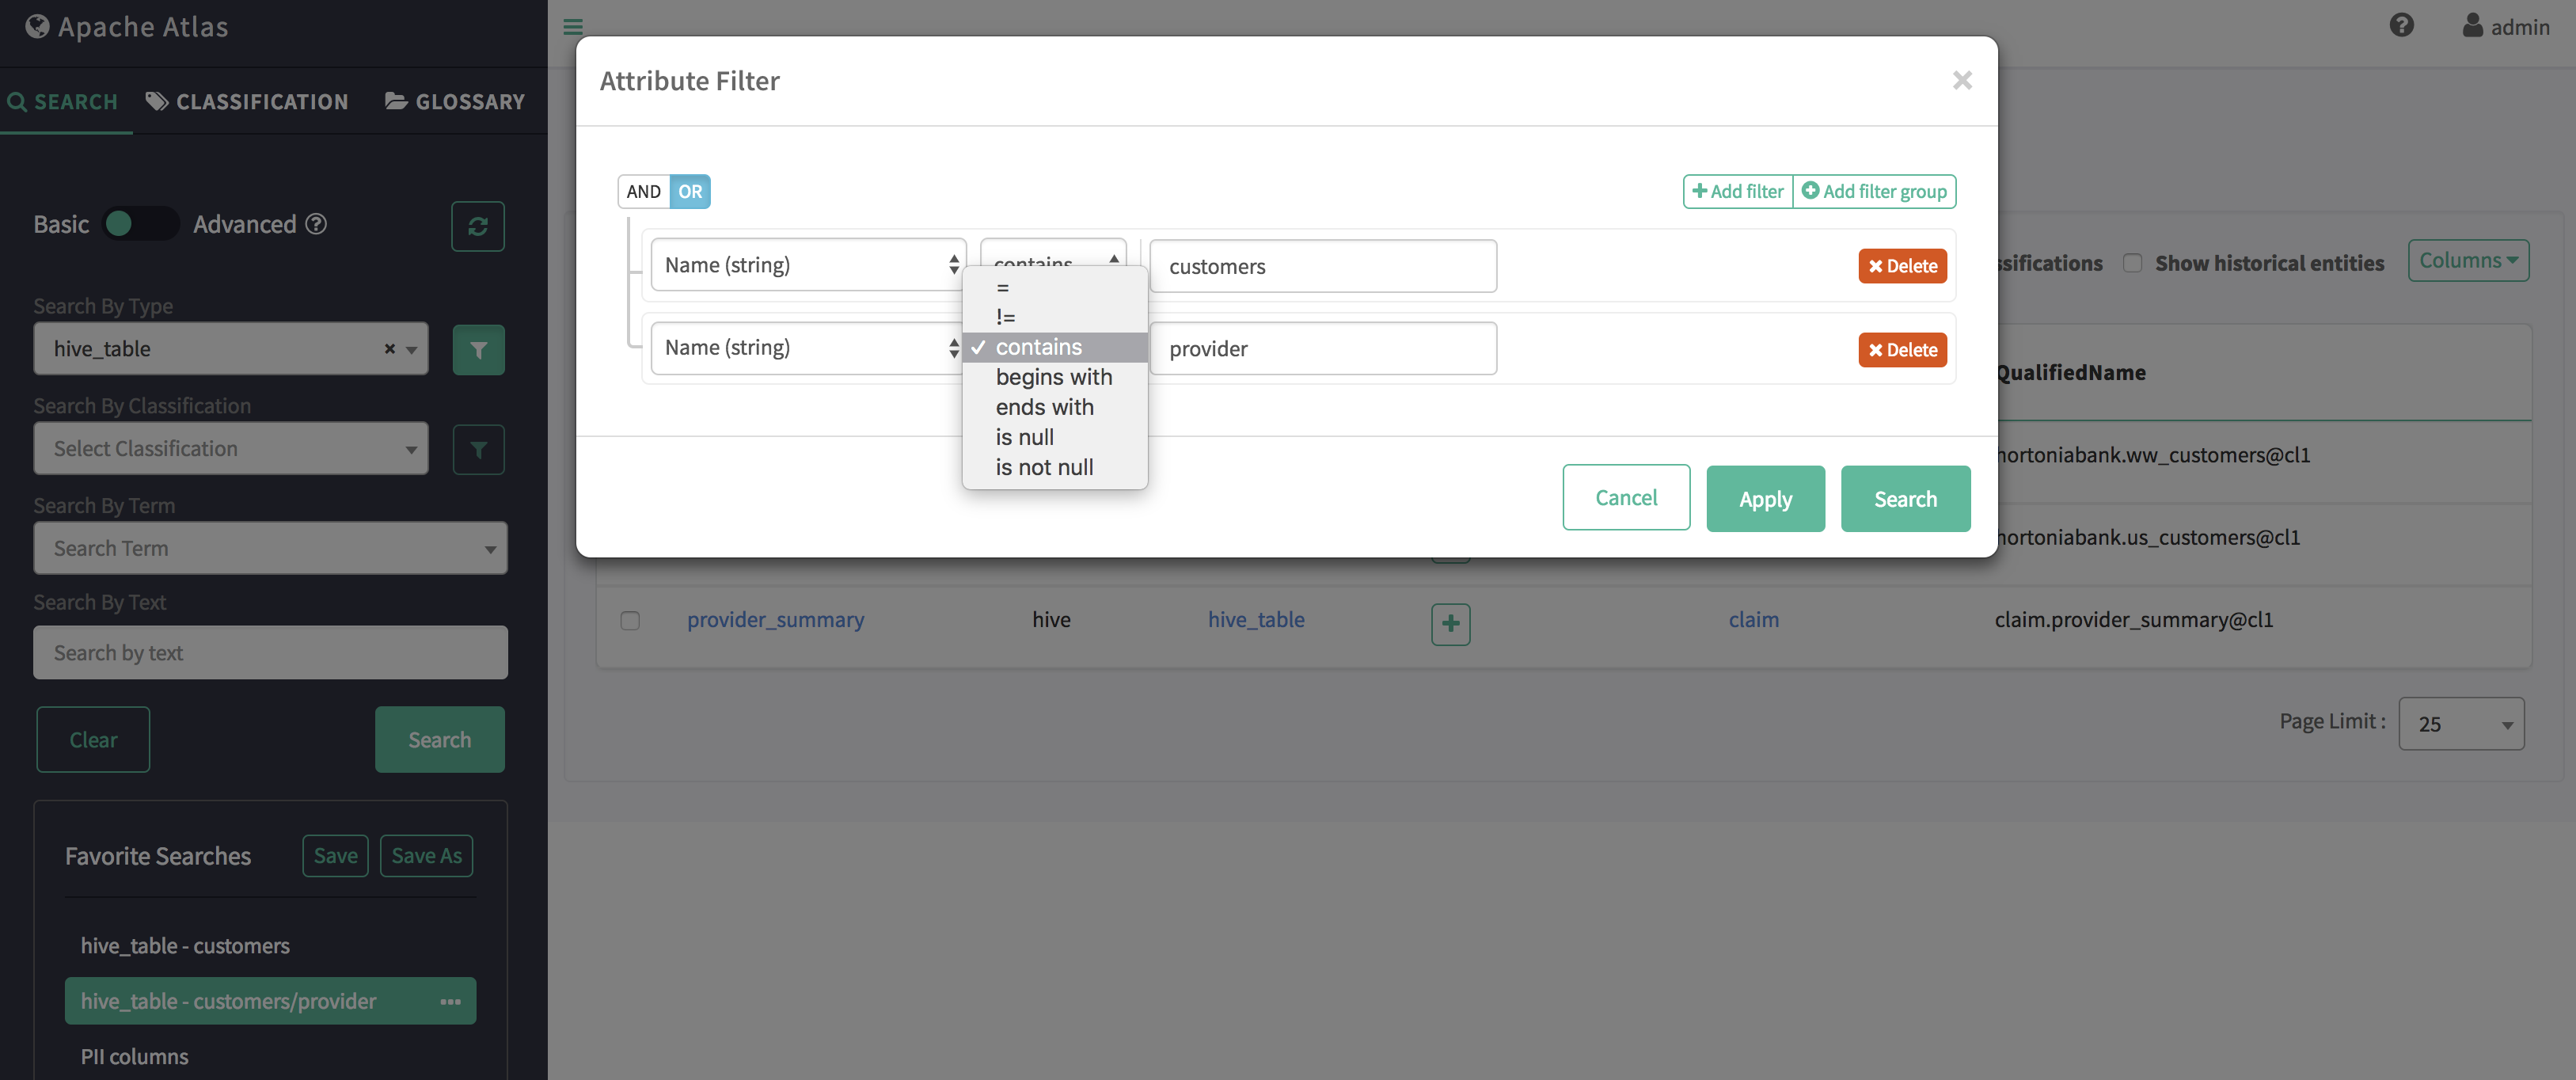 Apache Atlas
admin
SEARCH CLASSIFICATION GLOSSARY
Basic Advanced
Search By Type
hive_table
Search By Classification
Select Classification
Search By Term
Search Term
Search By Text
Search by text
Clear Search
Favorite Searches Save Save As
hive_table - customers
hive_table - customers/provider
PII columns
Attribute Filter
AND OR
Add filter Add filter group
Name (string) contains customers Delete
Name (string) provider Delete
=
!=
contains
begins with
ends with
is null
is not null
Cancel Apply Search
Show historical entities Columns
QualifiedName
hortoniabank.ww_customers@cl1
hortoniabank.us_customers@cl1
provider_summary hive hive_table claim claim.provider_summary@cl1
Page Limit : 25